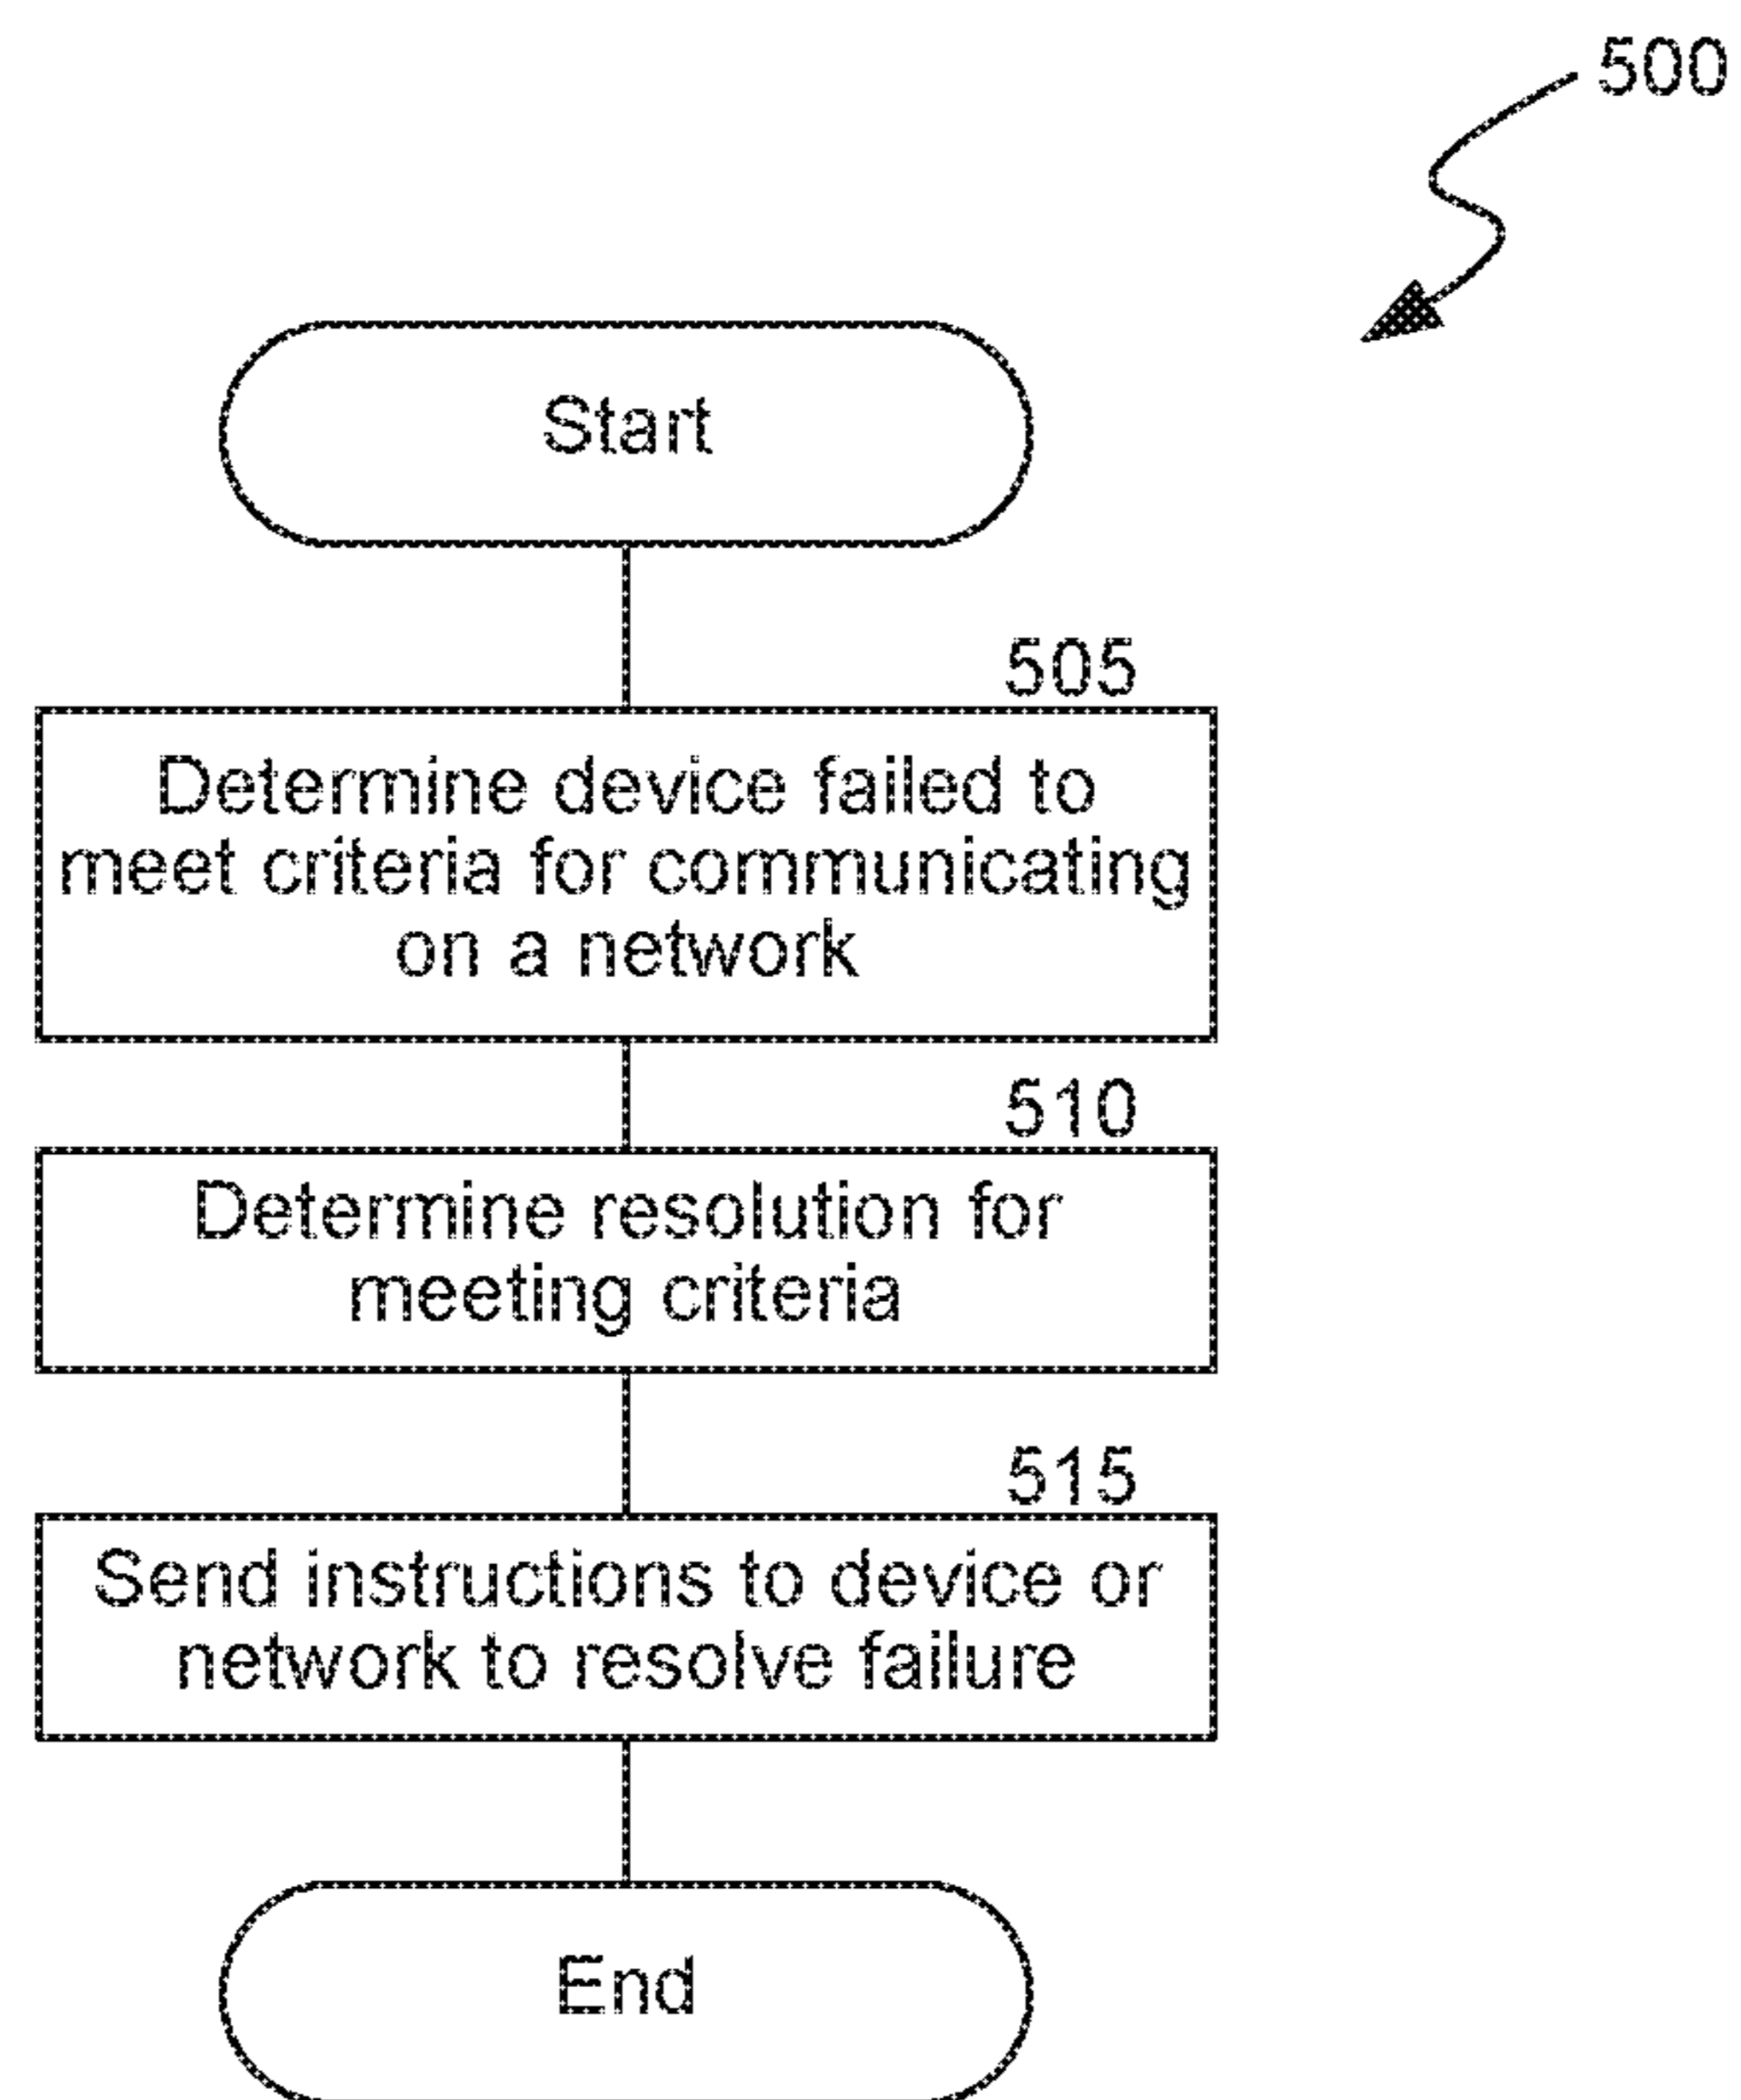 500
Start
505
Determine device failed to
meet criteria for communicating
on a network
510
Determine resolution for
meeting criteria
515
Send instructions to device or
network to resolve failure
End